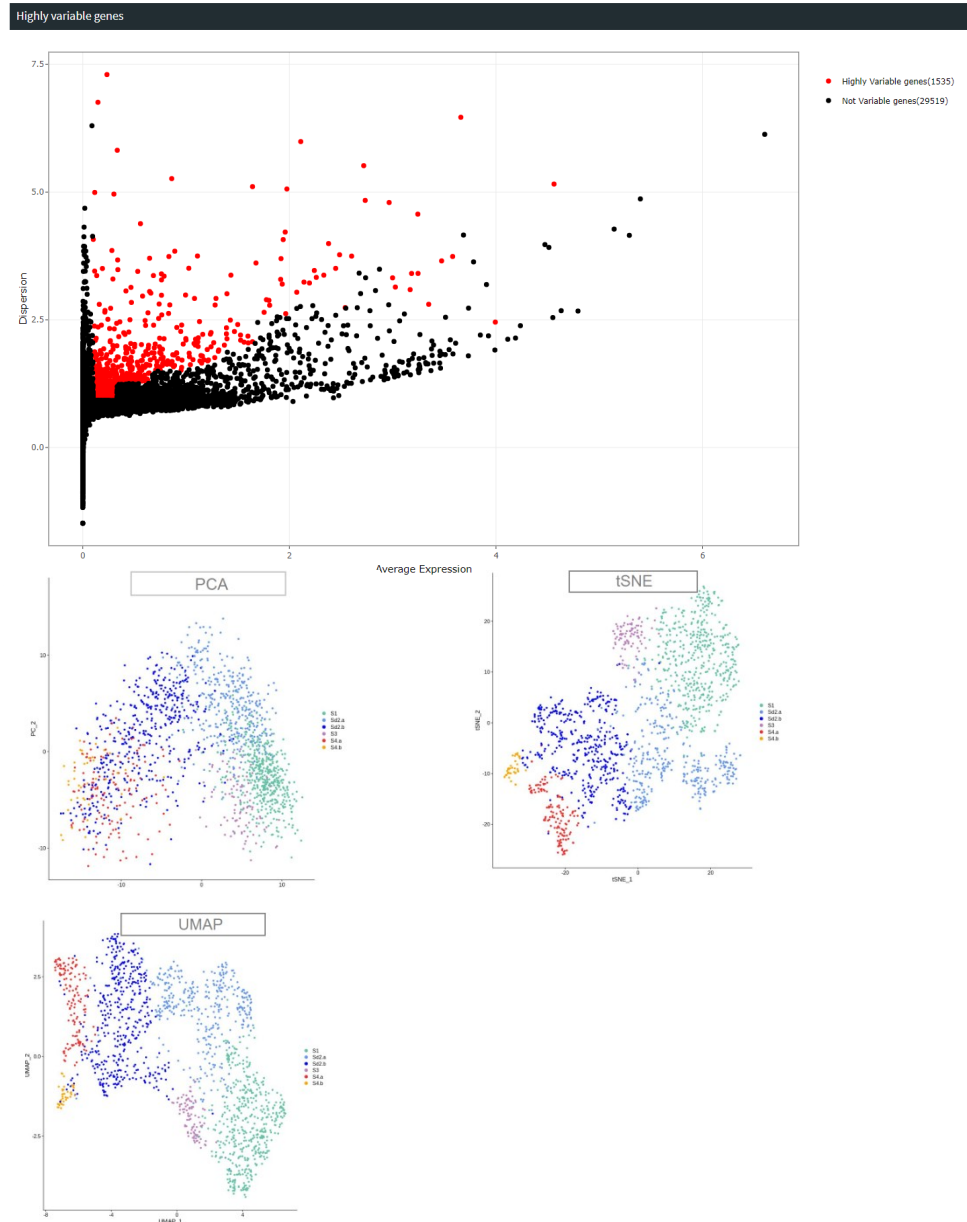 Highly variable genes
7.5
5.0
2.5
0.0
Dispersion
0
2
4
6
Average Expression
Highly Variable genes(1535)
Not Variable genes(29519)
PCA
10
0
-10
PC_2
-10
0
10
S1
Sd2.a
Sd2.b
S3
S4.a
S4.b
tSNE
20
10
0
-10
-20
tSNE_2
-20
0
20
tSNE_1
S1
Sd2.a
Sd2.b
S3
S4.a
S4.b
UMAP
2.5
0.0
-2.5
UMAP_2
-8
-4
0
4
UMAP_1
S1
Sd2.a
Sd2.b
S3
S4.a
S4.b